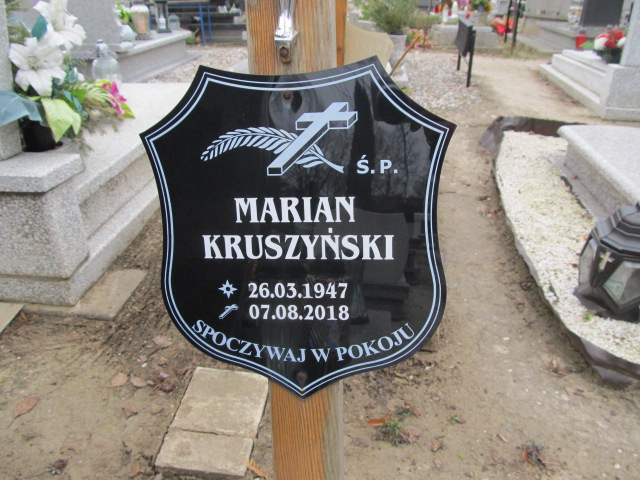 Ś.P.
MARIAN
KRUSZYŃSKI
26.03.1947
07.08.2018
SPOCZYWAJ W POKOJU